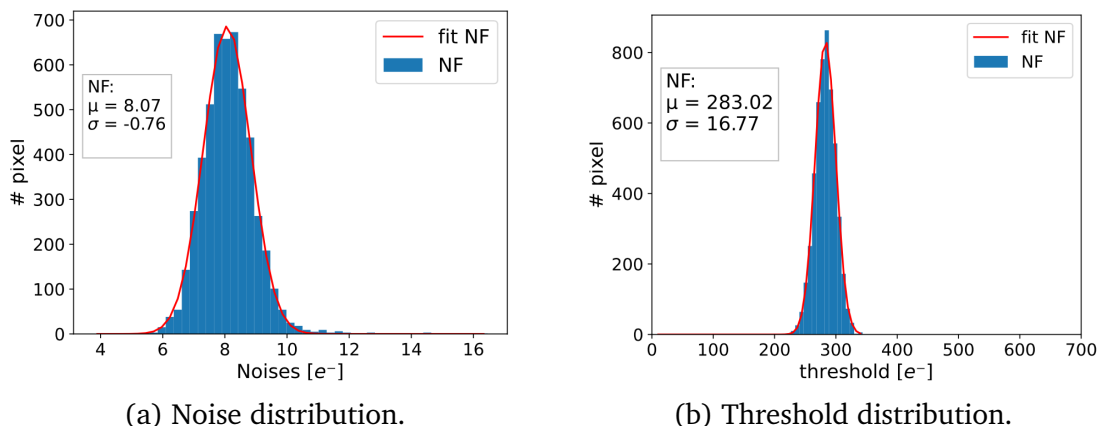 700
600
500
400
300
200
100
0
# pixel
NF:
μ = 8.07
σ = -0.76
fit NF
NF
4 6 8 10 12 14 16
Noises [e⁻]
(a) Noise distribution.
800
600
400
200
0
# pixel
NF:
μ = 283.02
σ = 16.77
fit NF
NF
0 100 200 300 400 500 600 700
threshold [e⁻]
(b) Threshold distribution.